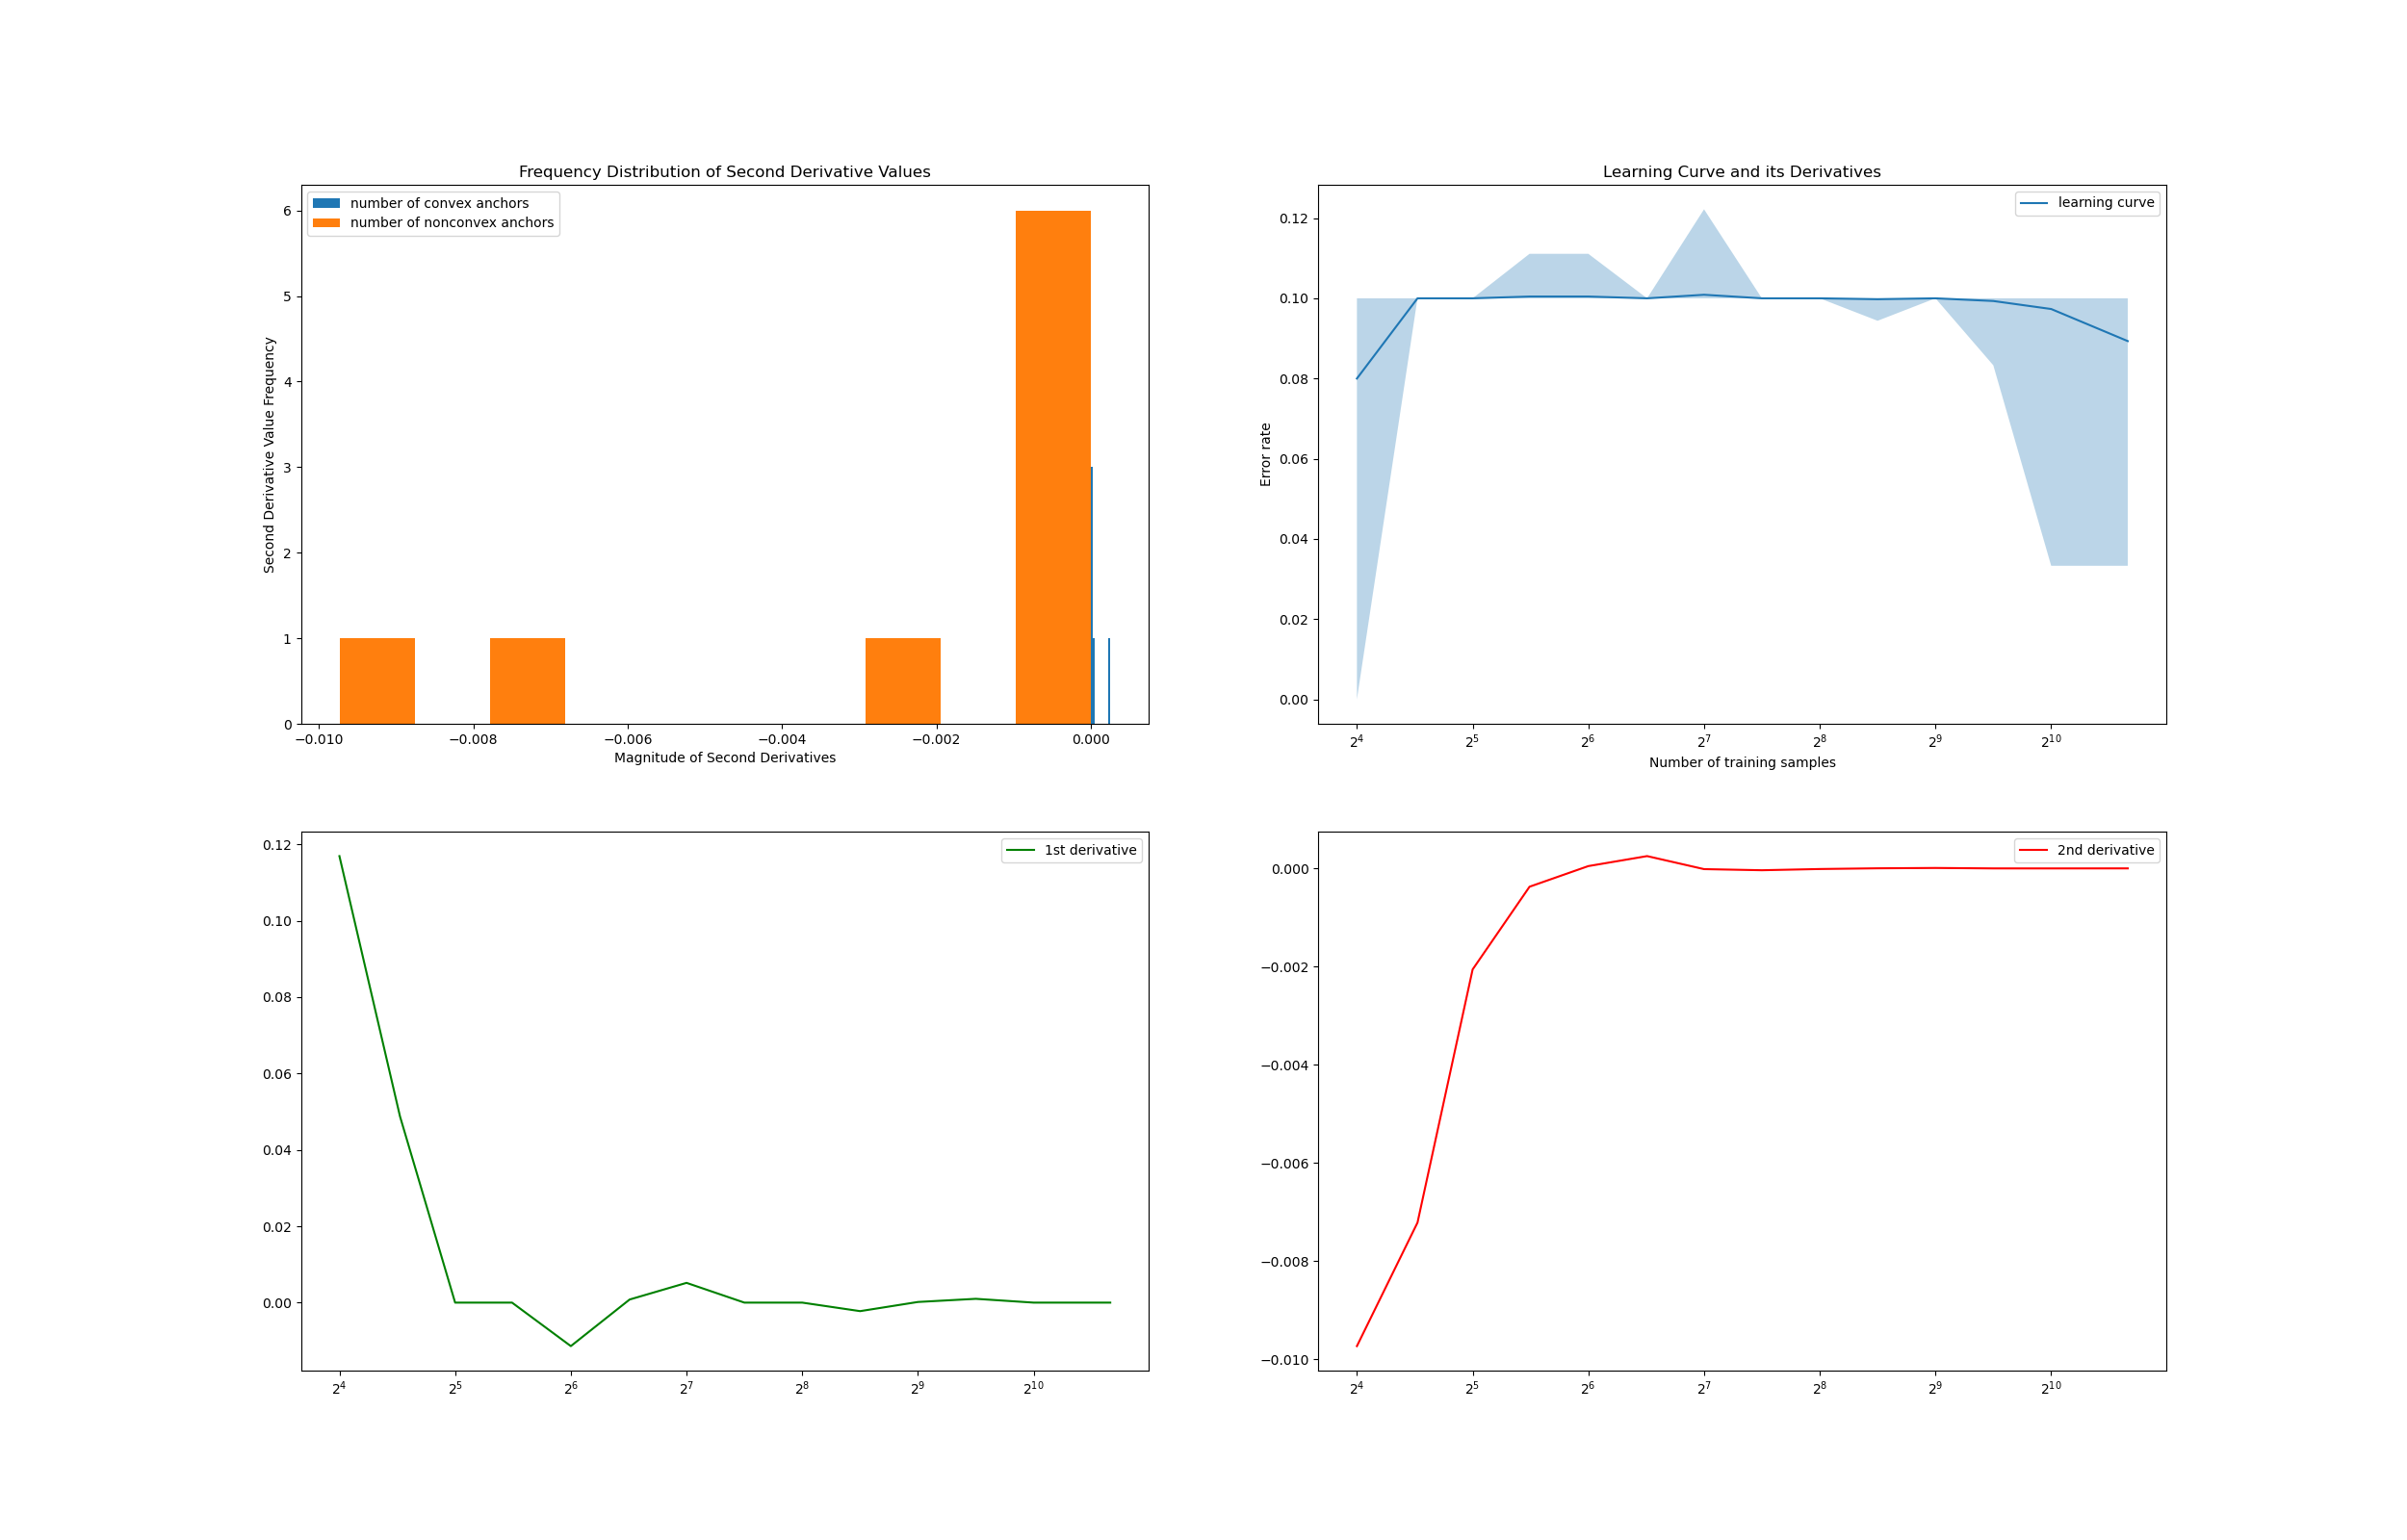 Frequency Distribution of Second Derivative Values
number of convex anchors
number of nonconvex anchors
Second Derivative Value Frequency
6
5
4
3
2
1
0
−0.010 −0.008 −0.006 −0.004 −0.002 0.000
Magnitude of Second Derivatives
Learning Curve and its Derivatives
learning curve
Error rate
0.12
0.10
0.08
0.06
0.04
0.02
0.00
2⁴ 2⁵ 2⁶ 2⁷ 2⁸ 2⁹ 2¹⁰
Number of training samples
1st derivative
0.12
0.10
0.08
0.06
0.04
0.02
0.00
2⁴ 2⁵ 2⁶ 2⁷ 2⁸ 2⁹ 2¹⁰
2nd derivative
0.000
−0.002
−0.004
−0.006
−0.008
−0.010
2⁴ 2⁵ 2⁶ 2⁷ 2⁸ 2⁹ 2¹⁰